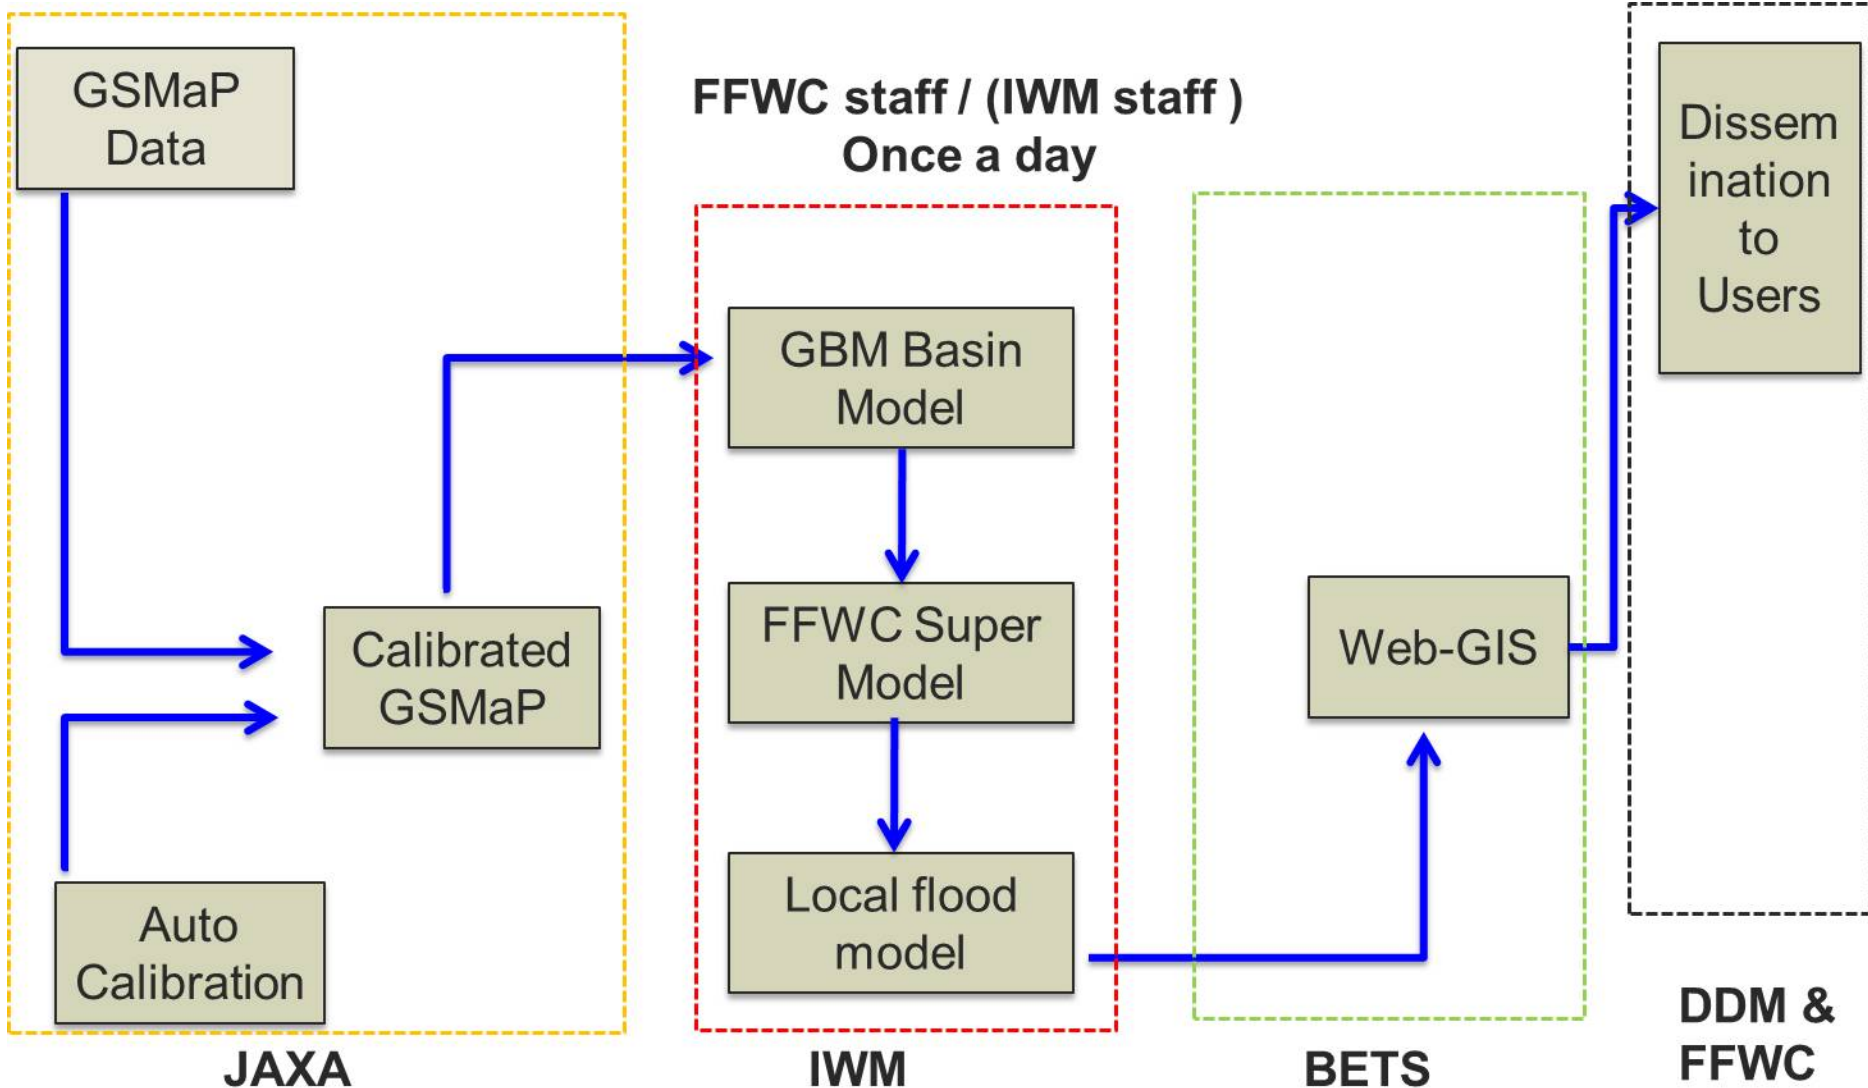 GSMaP
Data
FFWC staff / (IWM staff )
Once a day
Dissem
ination
to
Users
GBM Basin
Model
Calibrated
GSMaP
FFWC Super
Model
Web-GIS
Auto
Calibration
Local flood
model
JAXA
IWM
BETS
DDM &
FFWC